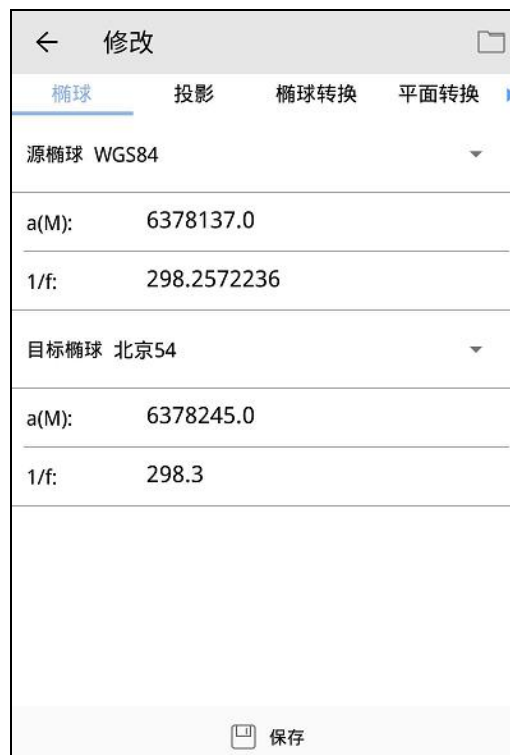 修改
椭球 投影 椭球转换 平面转换
源椭球 WGS84
a(M): 6378137.0
1/f: 298.2572236
目标椭球 北京54
a(M): 6378245.0
1/f: 298.3
保存